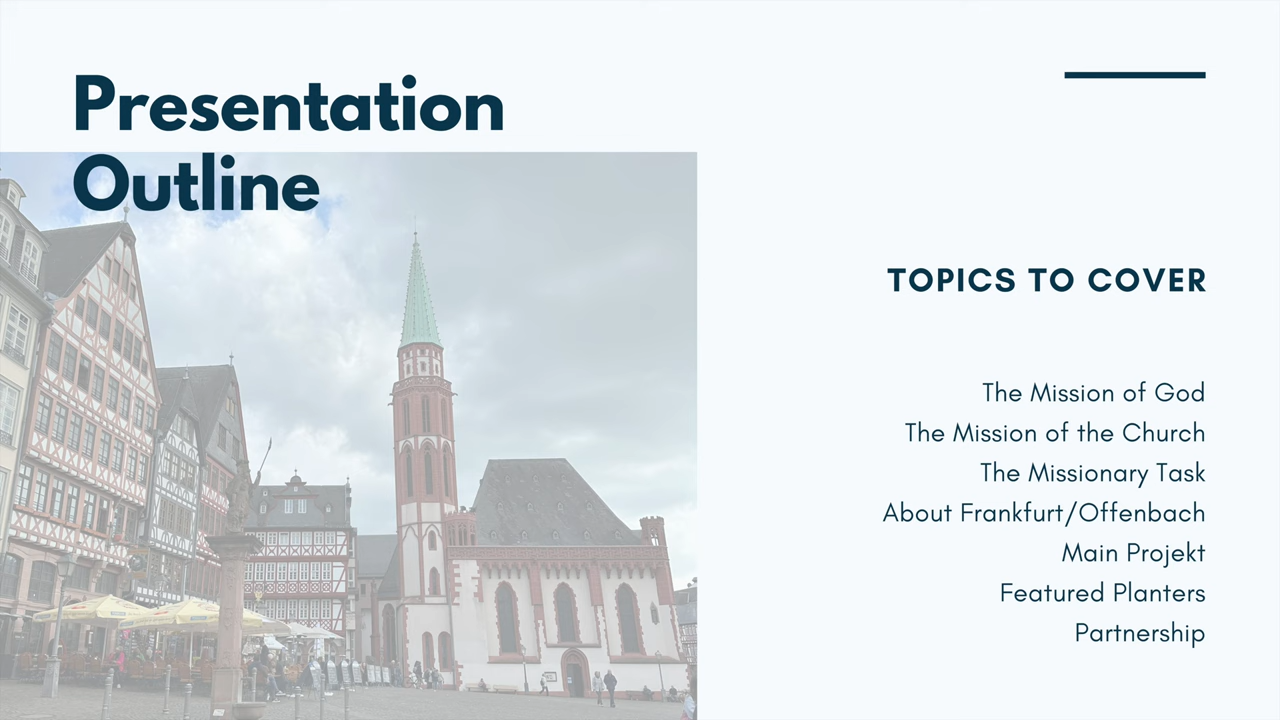 Presentation
Outline
TOPICS TO COVER
The Mission of God
The Mission of the Church
The Missionary Task
About Frankfurt/Offenbach
Main Projekt
Featured Planters
Partnership